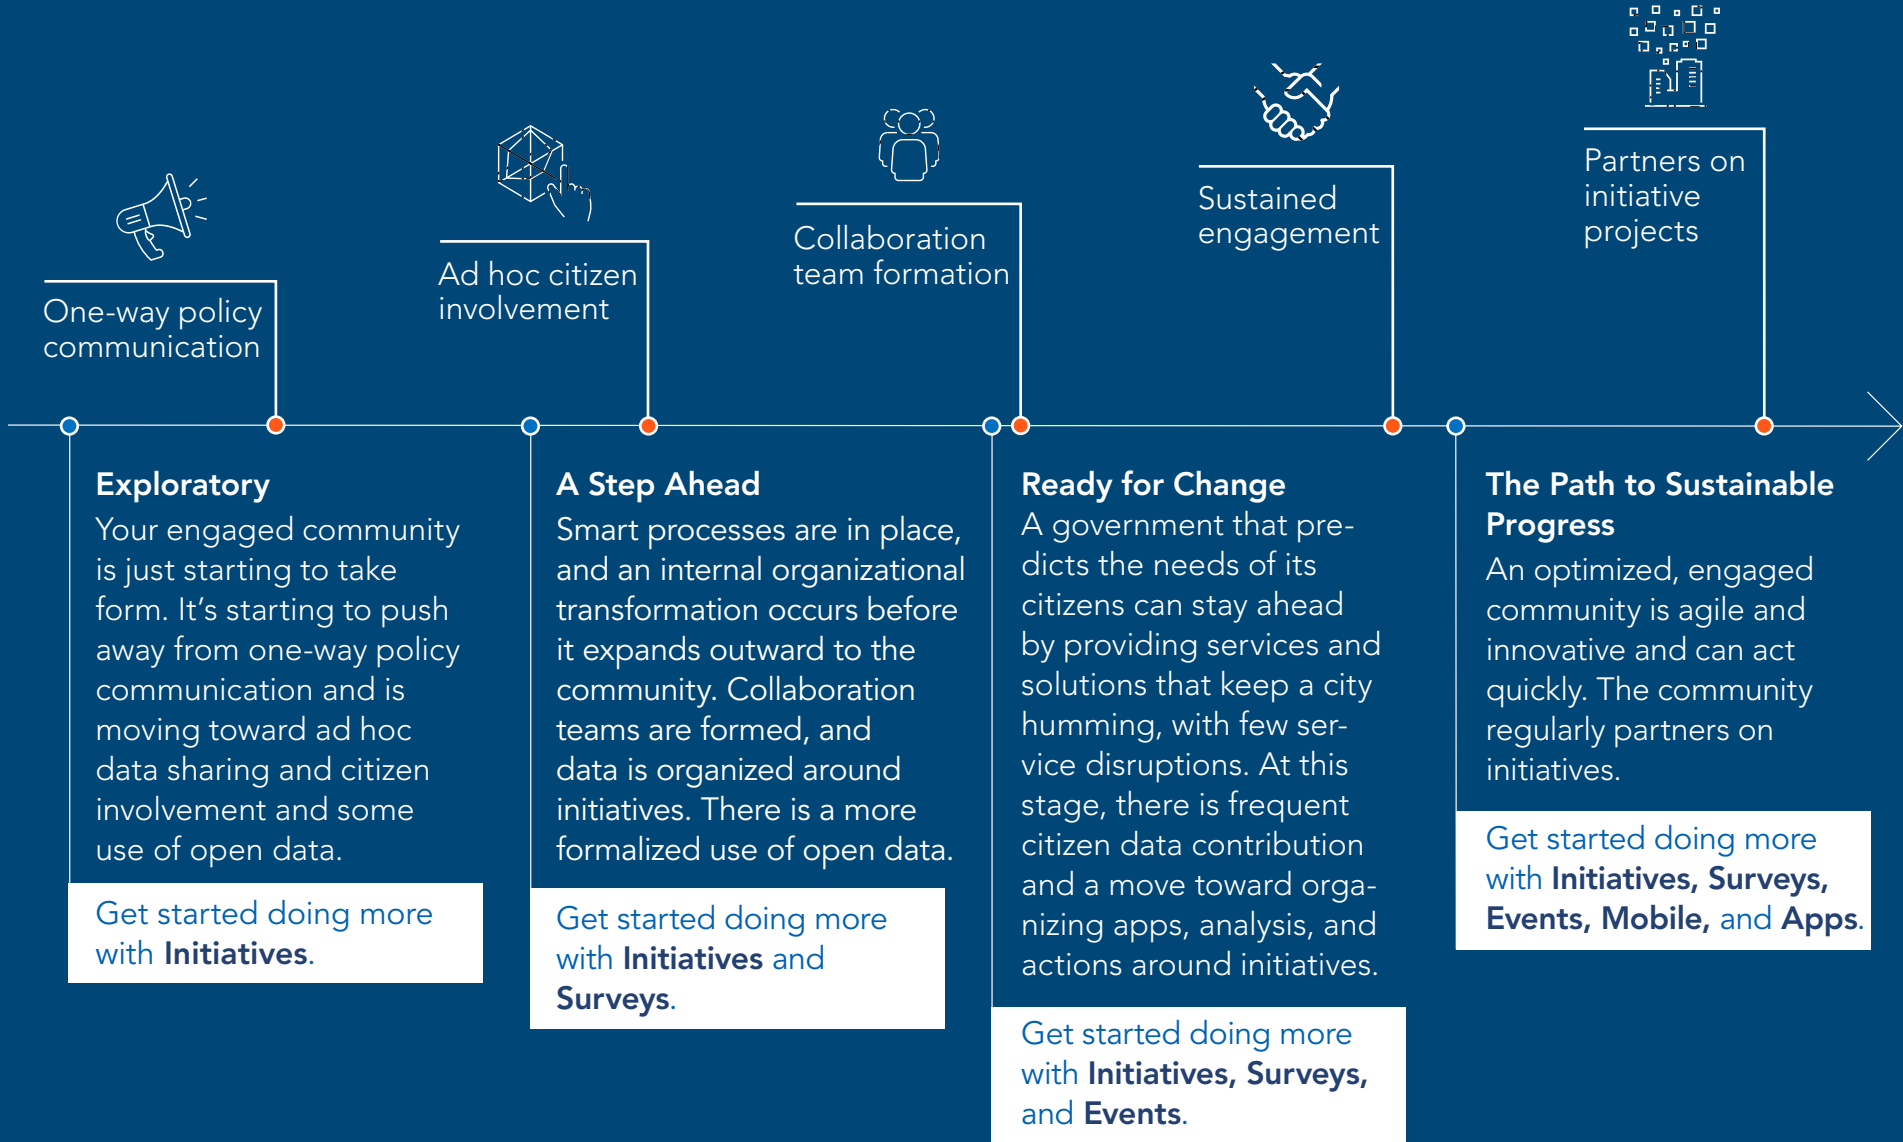 One-way policy
communication
Ad hoc citizen
involvement
Collaboration
team formation
Sustained
engagement
Partners on
initiative
projects
Exploratory
Your engaged community
is just starting to take
form. It's starting to push
away from one-way policy
communication and is
moving toward ad hoc
data sharing and citizen
involvement and some
use of open data.
Get started doing more
with Initiatives.
A Step Ahead
Smart processes are in place,
and an internal organizational
transformation occurs before
it expands outward to the
community. Collaboration
teams are formed, and
data is organized around
initiatives. There is a more
formalized use of open data.
Get started doing more
with Initiatives and
Surveys.
Ready for Change
A government that pre-
dicts the needs of its
citizens can stay ahead
by providing services and
solutions that keep a city
humming, with few ser-
vice disruptions. At this
stage, there is frequent
citizen data contribution
and a move toward orga-
nizing apps, analysis, and
actions around initiatives.
Get started doing more
with Initiatives, Surveys,
and Events.
The Path to Sustainable
Progress
An optimized, engaged
community is agile and
innovative and can act
quickly. The community
regularly partners on
initiatives.
Get started doing more
with Initiatives, Surveys,
Events, Mobile, and Apps.